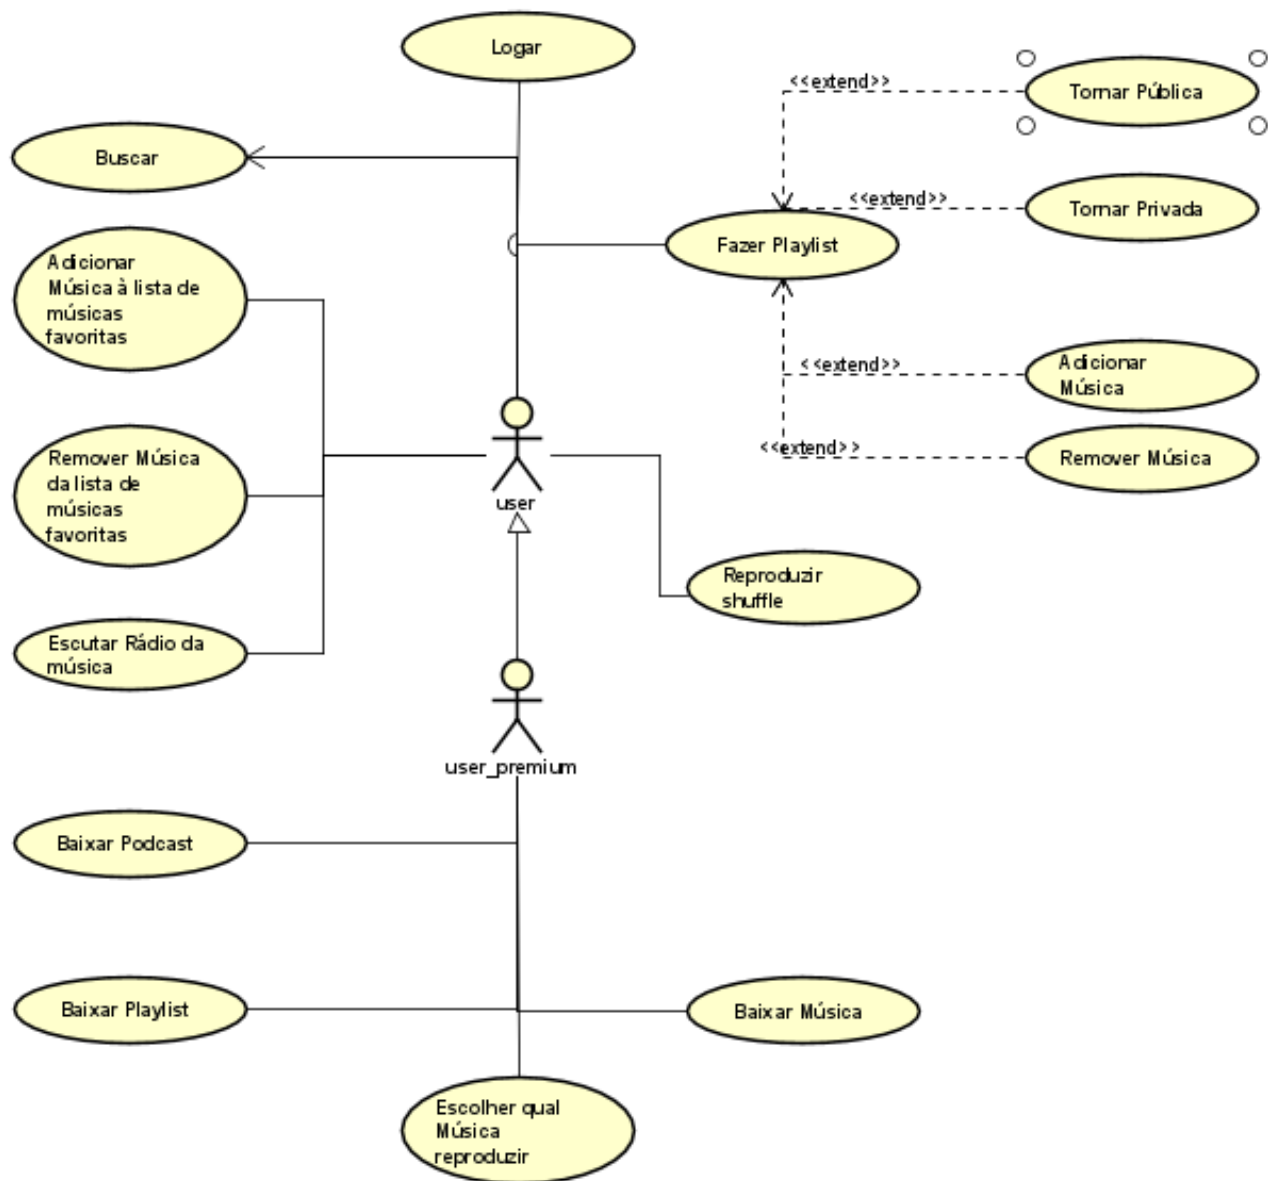 Logar
<<extend>>
Tornar Pública
Buscar
<<extend>>
Tornar Privada
Fazer Playlist
Adicionar
Música à lista de
músicas
favoritas
<<extend>>
Adicionar
Música
<<extend>>
Remover Música
Remover Música
da lista de
músicas
favoritas
user
Reproduzir
shuffle
Escutar Rádio da
música
user_premium
Baixar Podcast
Baixar Playlist
Baixar Música
Escolher qual
Música
reproduzir